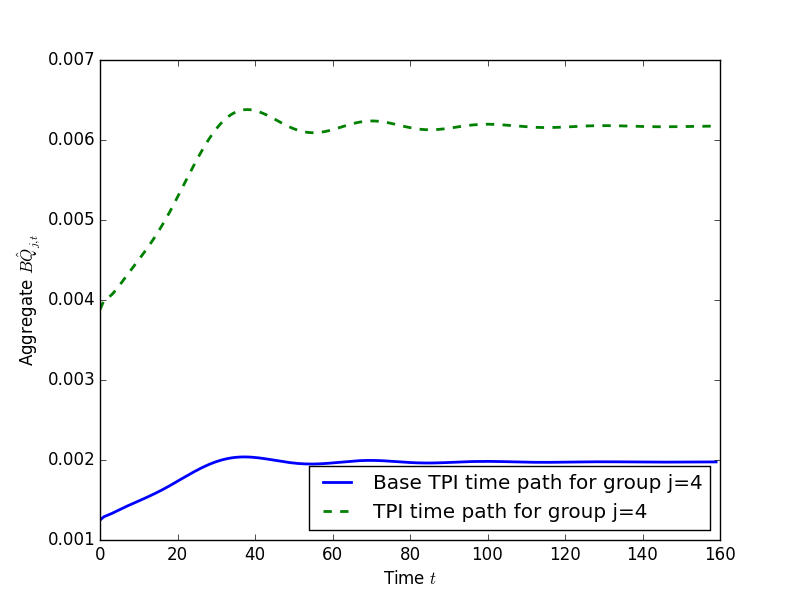 0.007
0.006
0.005
0.004
0.003
0.002
0.001
Aggregate $\hat{BQ}_{j,t}$
Base TPI time path for group j=4
TPI time path for group j=4
0 20 40 60 80 100 120 140 160
Time t